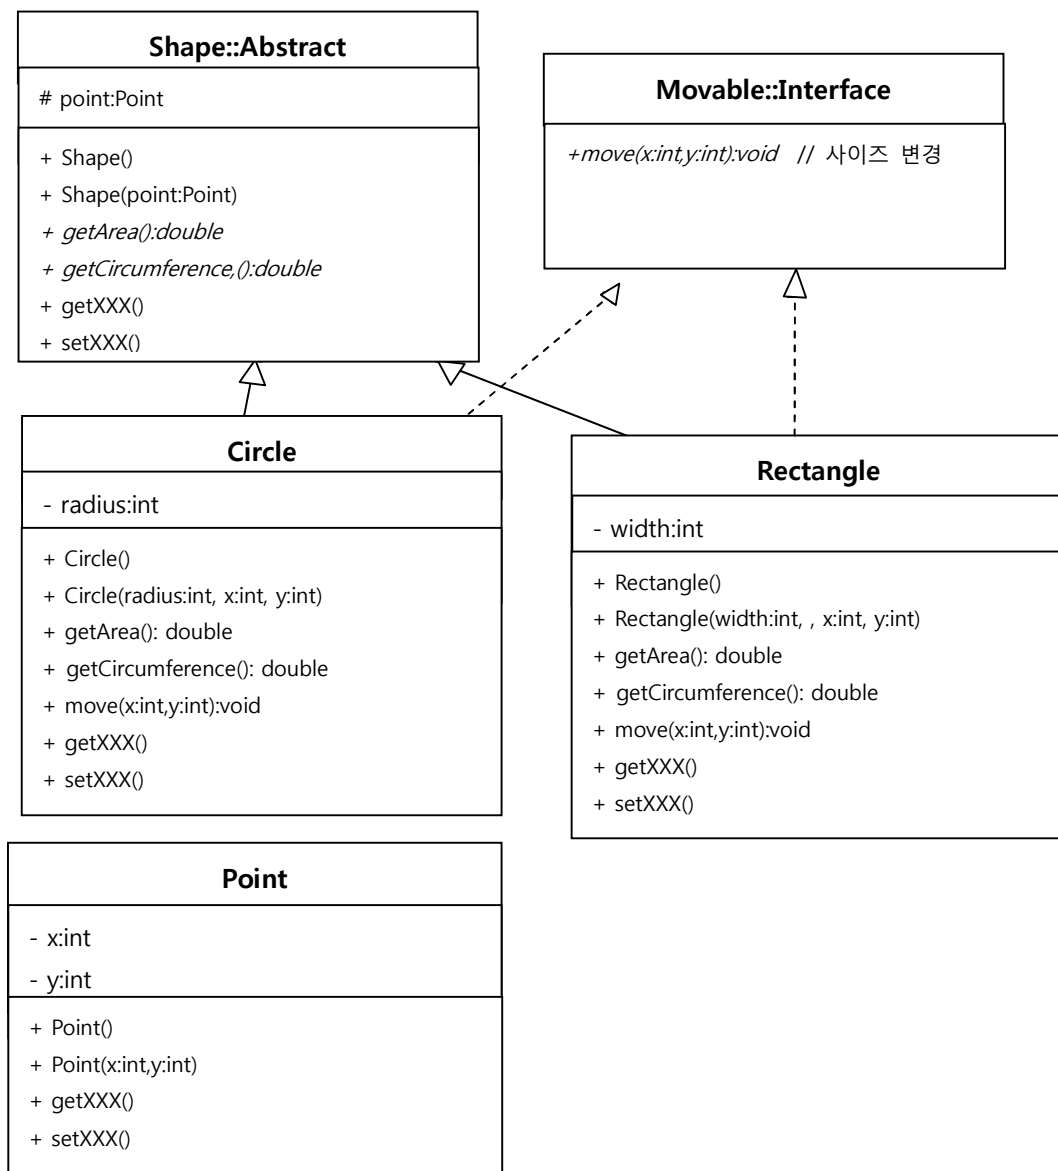 Shape::Abstract
# point:Point
+ Shape()
+ Shape(point:Point)
+ getArea():double
+ getCircumference,():double
+ getXXX()
+ setXXX()
Movable::Interface
+move(x:int,y:int):void // 사이즈 변경
Circle
- radius:int
+ Circle()
+ Circle(radius:int, x:int, y:int)
+ getArea(): double
+ getCircumference(): double
+ move(x:int,y:int):void
+ getXXX()
+ setXXX()
Rectangle
- width:int
+ Rectangle()
+ Rectangle(width:int, , x:int, y:int)
+ getArea(): double
+ getCircumference(): double
+ move(x:int,y:int):void
+ getXXX()
+ setXXX()
Point
- x:int
- y:int
+ Point()
+ Point(x:int,y:int)
+ getXXX()
+ setXXX()